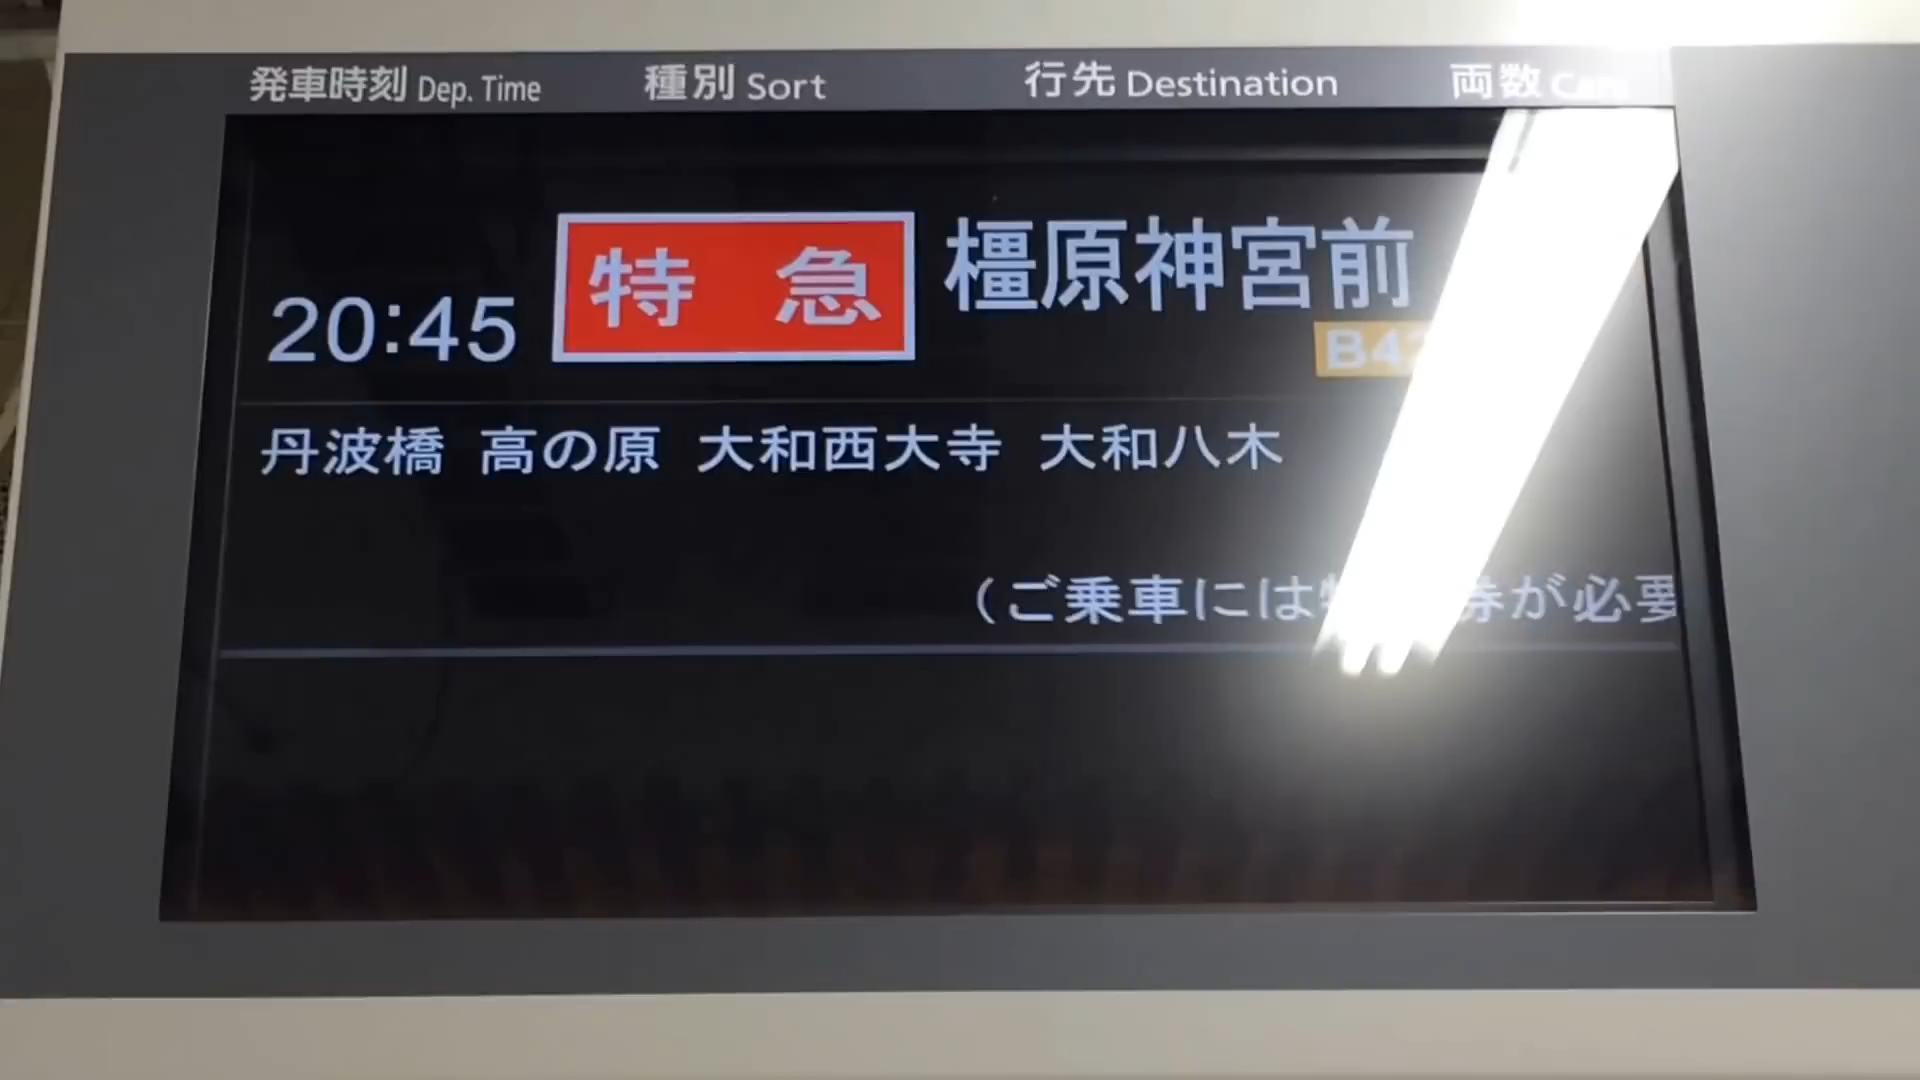 発車時刻 Dep. Time 種別 Sort 行先 Destination 両数 Cars
20:45 特急 橿原神宮前
丹波橋 高の原 大和西大寺 大和八木
(ご乗車には 券が必要